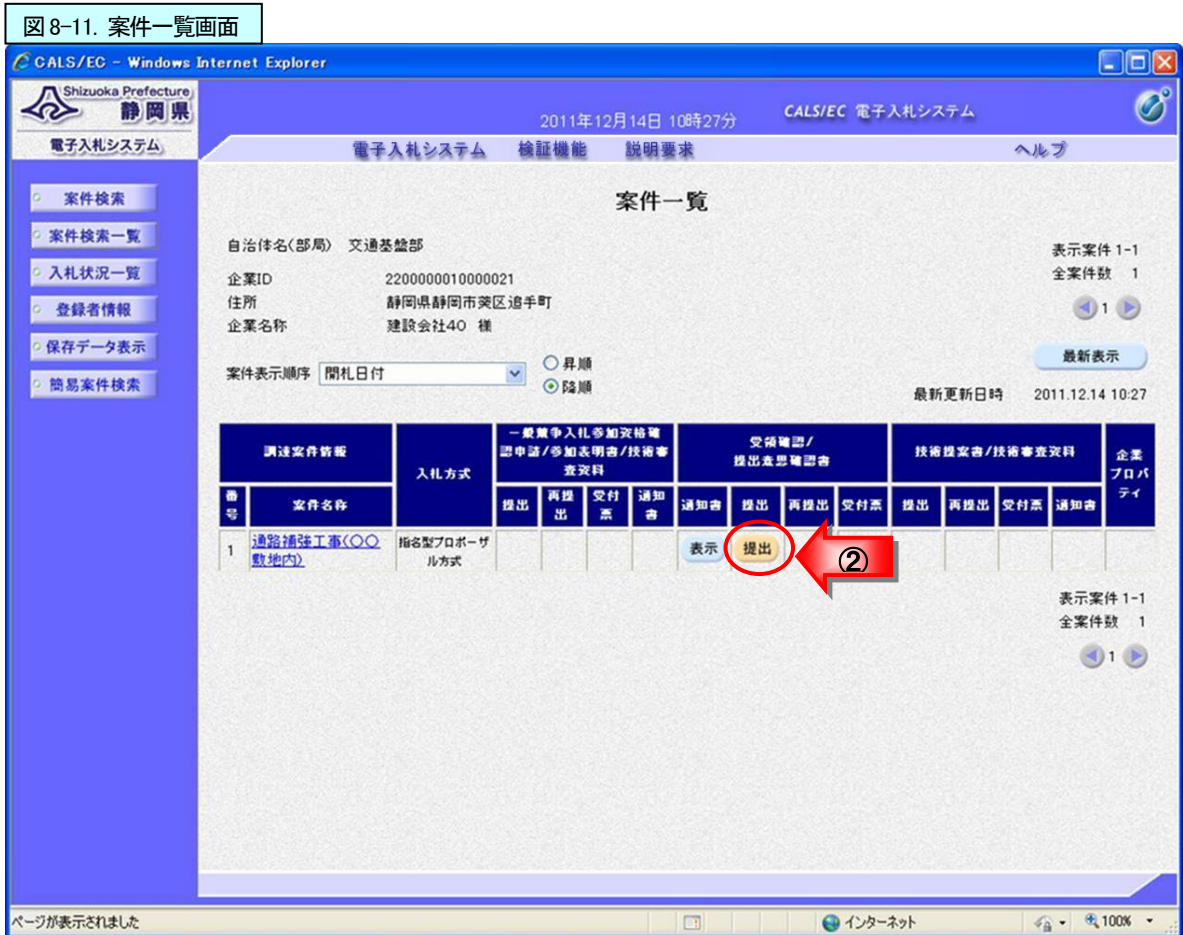 図8-11. 案件一覧画面
CALS/EC - Windows Internet Explorer
Shizuoka Prefecture
静岡県
電子入札システム
2011年12月14日 10時27分
CALS/EC 電子入札システム
電子入札システム 検証機能 説明要求 ヘルプ
案件検索
案件検索一覧
入札状況一覧
登録者情報
保存データ表示
簡易案件検索
案件一覧
自治体名(部局) 交通基盤部
表示案件 1-1
全案件数 1
1
企業ID 2200000010000021
住所 静岡県静岡市葵区追手町
企業名称 建設会社40 様
最新表示
案件表示順序 開札日付
昇順
降順
最新更新日時 2011.12.14 10:27
調達案件情報
入札方式
一般競争入札参加資格確認申請/参加表明書/技術審査資料
受領確認/提出意思確認書
技術提案書/技術審査資料
企業プロパティ
番号 案件名称 提出 再提出 受付票 通知書 通知書 提出 再提出 受付票 提出 再提出 受付票 通知書
1 通路補強工事(〇〇敷地内) 指名型プロポーザル方式 表示 提出
②
表示案件 1-1
全案件数 1
1
ページが表示されました
インターネット
100%